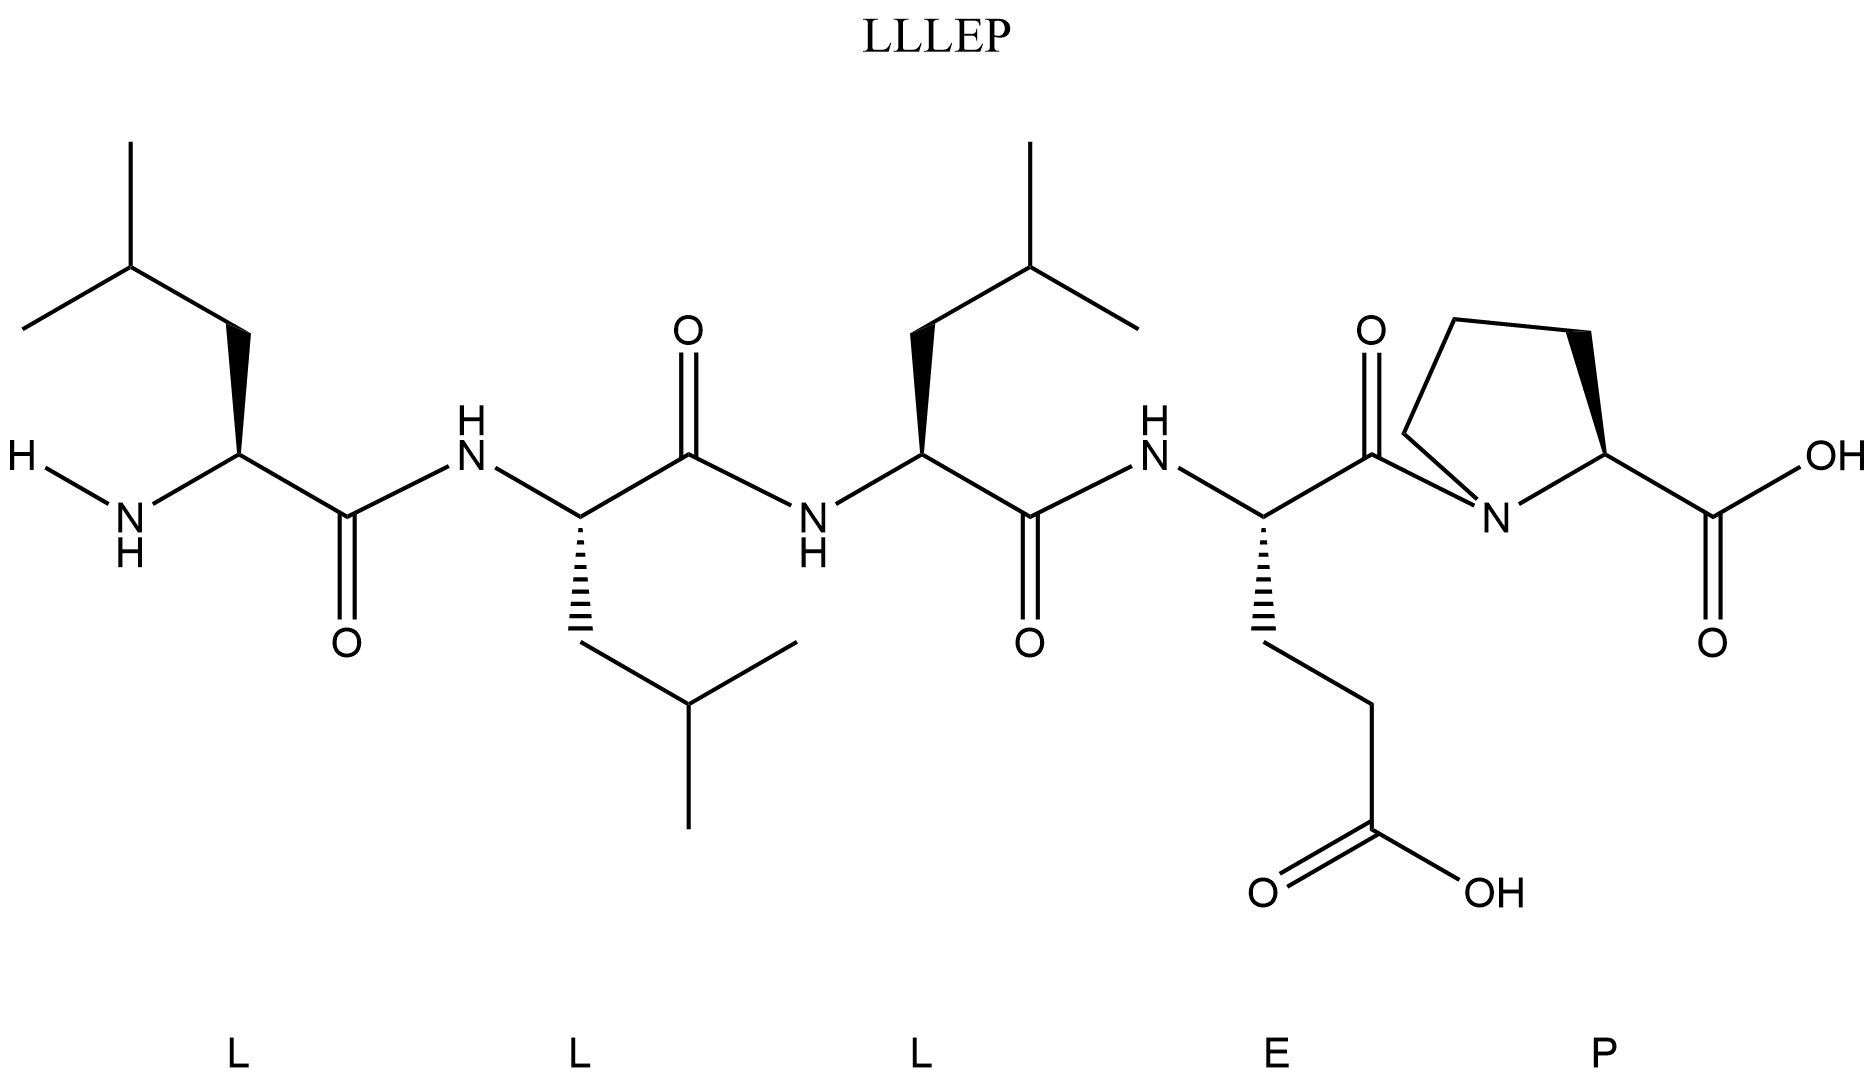 LLLEP
O O O
H H H
H N N OH
N N N
H H
O O O
O OH
L L L E P